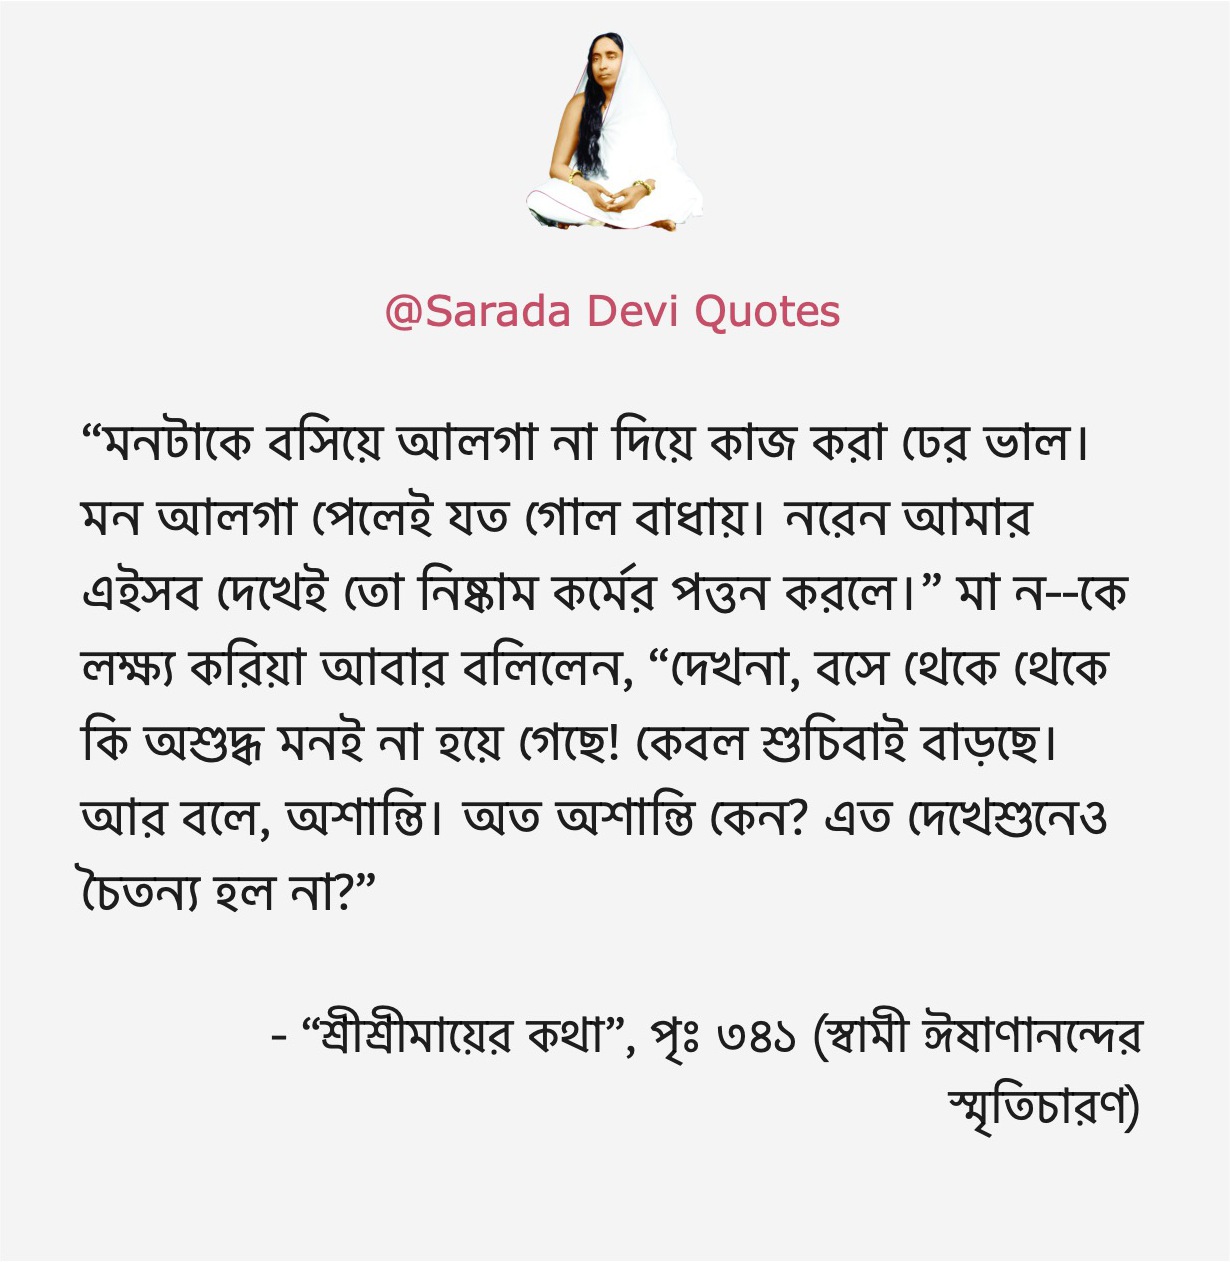 @Sarada Devi Quotes
“মনটাকে বসিয়ে আলগা না দিয়ে কাজ করা ঢের ভাল।
মন আলগা পেলেই যত গোল বাধায়। নরেন আমার
এইসব দেখেই তো নিষ্কাম কর্মের পত্তন করলে।” মা ন--কে
লক্ষ্য করিয়া আবার বলিলেন, “দেখনা, বসে থেকে থেকে
কি অশুদ্ধ মনই না হয়ে গেছে! কেবল শুচিবাই বাড়ছে।
আর বলে, অশান্তি। অত অশান্তি কেন? এত দেখেশুনেও
চৈতন্য হল না?”
- “শ্রীশ্রীমায়ের কথা”, পৃঃ ৩৪১ (স্বামী ঈষাণানন্দের
স্মৃতিচারণ)